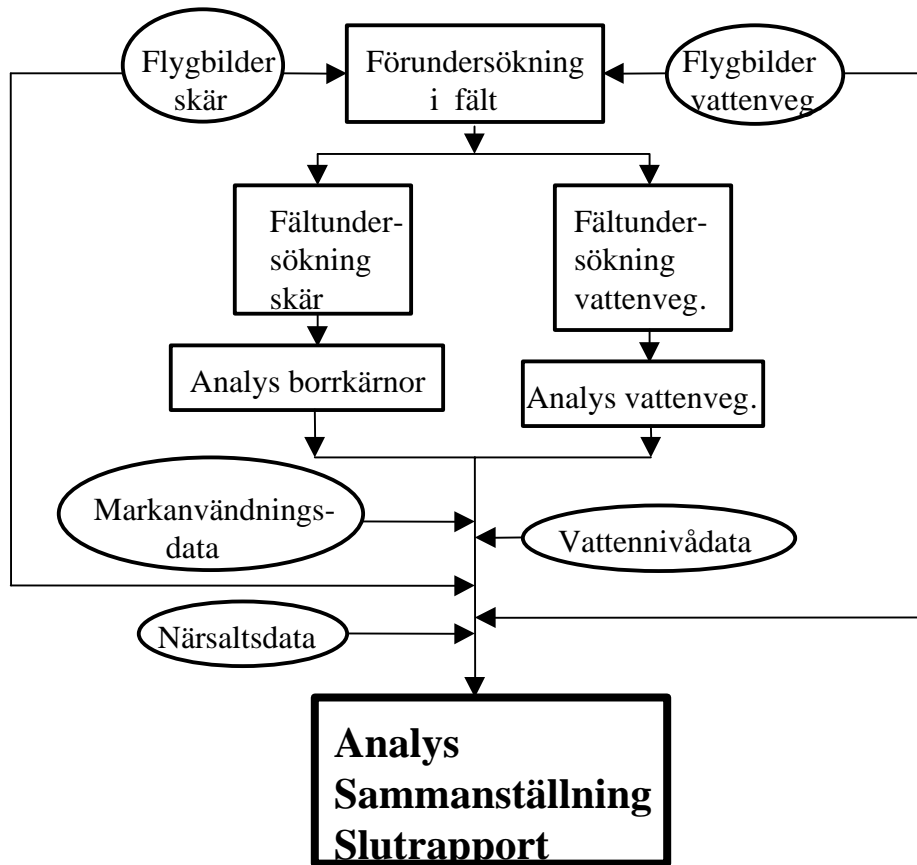 Flygbilder
skär
Förundersökning
i fält
Flygbilder
vattenveg.
Fältunder-
sökning
skär
Fältunder-
sökning
vattenveg.
Analys borrkärnor
Analys vattenveg.
Markanvändnings-
data
Vattennivådata
Närsaltsdata
Analys
Sammanställning
Slutrapport